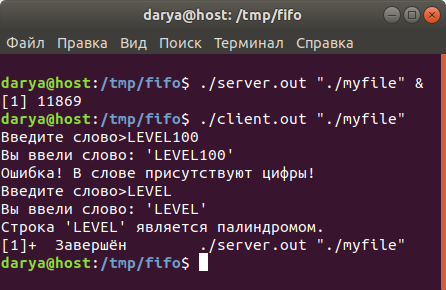 darya@host: /tmp/fifo
Файл Правка Вид Поиск Терминал Справка
darya@host:/tmp/fifo$ ./server.out "./myfile" &
[1] 11869
darya@host:/tmp/fifo$ ./client.out "./myfile"
Введите слово>LEVEL100
Вы ввели слово: 'LEVEL100'
Ошибка! В слове присутствуют цифры!
Введите слово>LEVEL
Вы ввели слово: 'LEVEL'
Строка 'LEVEL' является палиндромом.
[1]+  Завершён        ./server.out "./myfile"
darya@host:/tmp/fifo$